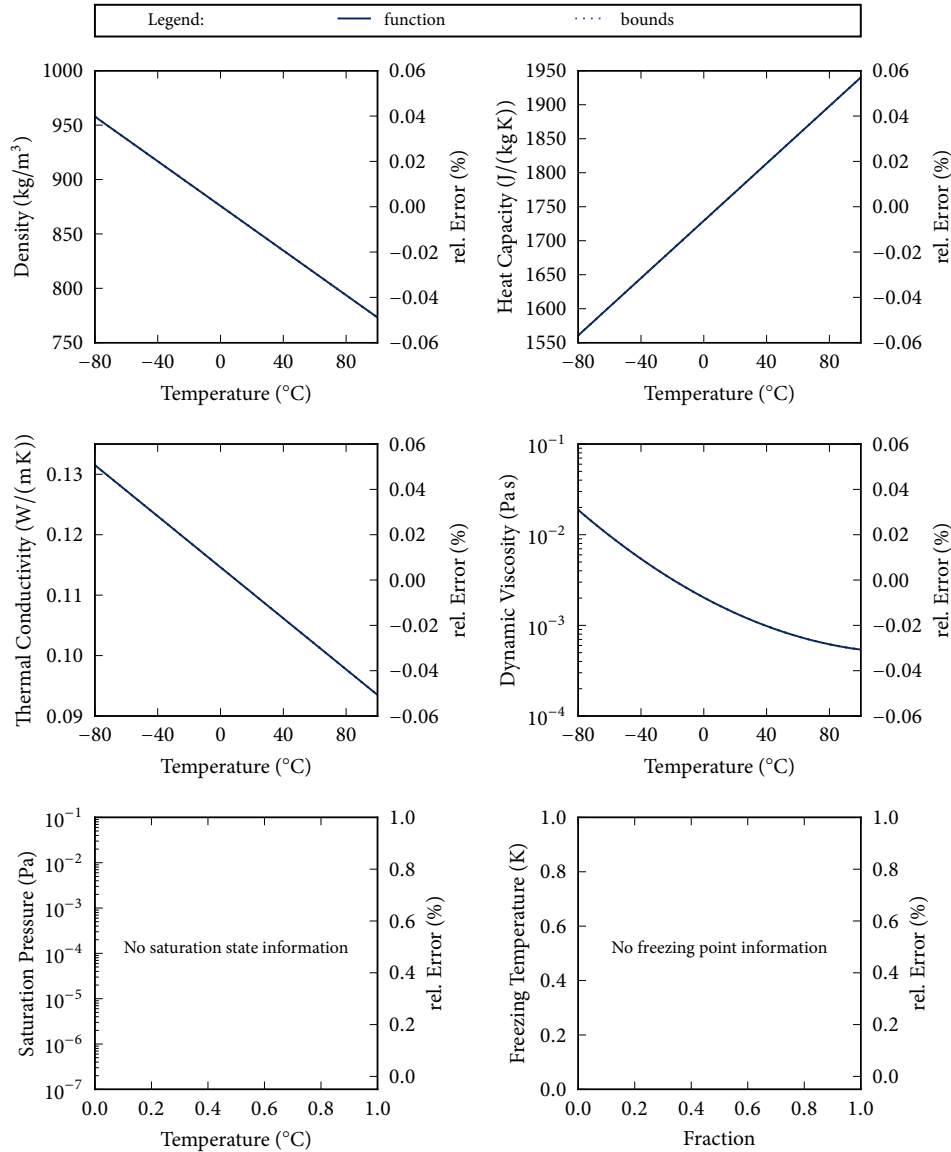 Legend: function bounds
1000
950
900
850
800
750
Density (kg/m³)
0.06
0.04
0.02
0.00
−0.02
−0.04
−0.06
rel. Error (%)
−80 −40 0 40 80
Temperature (°C)
1950
1900
1850
1800
1750
1700
1650
1600
1550
Heat Capacity (J/(kg K))
0.06
0.04
0.02
0.00
−0.02
−0.04
−0.06
rel. Error (%)
−80 −40 0 40 80
Temperature (°C)
0.13
0.12
0.11
0.10
0.09
Thermal Conductivity (W/(m K))
0.06
0.04
0.02
0.00
−0.02
−0.04
−0.06
rel. Error (%)
−80 −40 0 40 80
Temperature (°C)
10⁻¹
10⁻²
10⁻³
10⁻⁴
Dynamic Viscosity (Pa s)
0.06
0.04
0.02
0.00
−0.02
−0.04
−0.06
rel. Error (%)
−80 −40 0 40 80
Temperature (°C)
10⁻¹
10⁻²
10⁻³
10⁻⁴
10⁻⁵
10⁻⁶
10⁻⁷
Saturation Pressure (Pa)
No saturation state information
1.0
0.8
0.6
0.4
0.2
0.0
rel. Error (%)
0.0 0.2 0.4 0.6 0.8 1.0
Temperature (°C)
1.0
0.8
0.6
0.4
0.2
0.0
Freezing Temperature (K)
No freezing point information
1.0
0.8
0.6
0.4
0.2
0.0
rel. Error (%)
0.0 0.2 0.4 0.6 0.8 1.0
Fraction